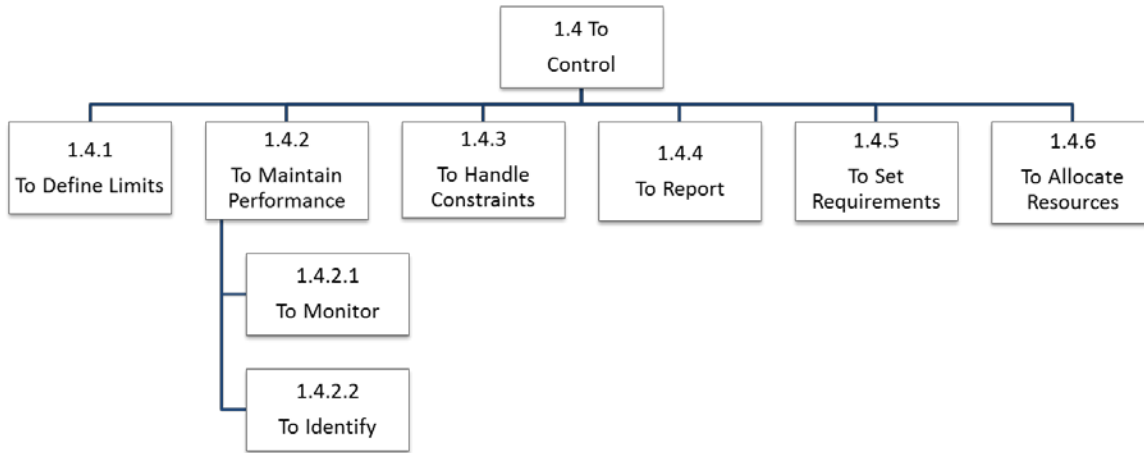 1.4 To
Control
1.4.1
To Define Limits
1.4.2
To Maintain
Performance
1.4.3
To Handle
Constraints
1.4.4
To Report
1.4.5
To Set
Requirements
1.4.6
To Allocate
Resources
1.4.2.1
To Monitor
1.4.2.2
To Identify